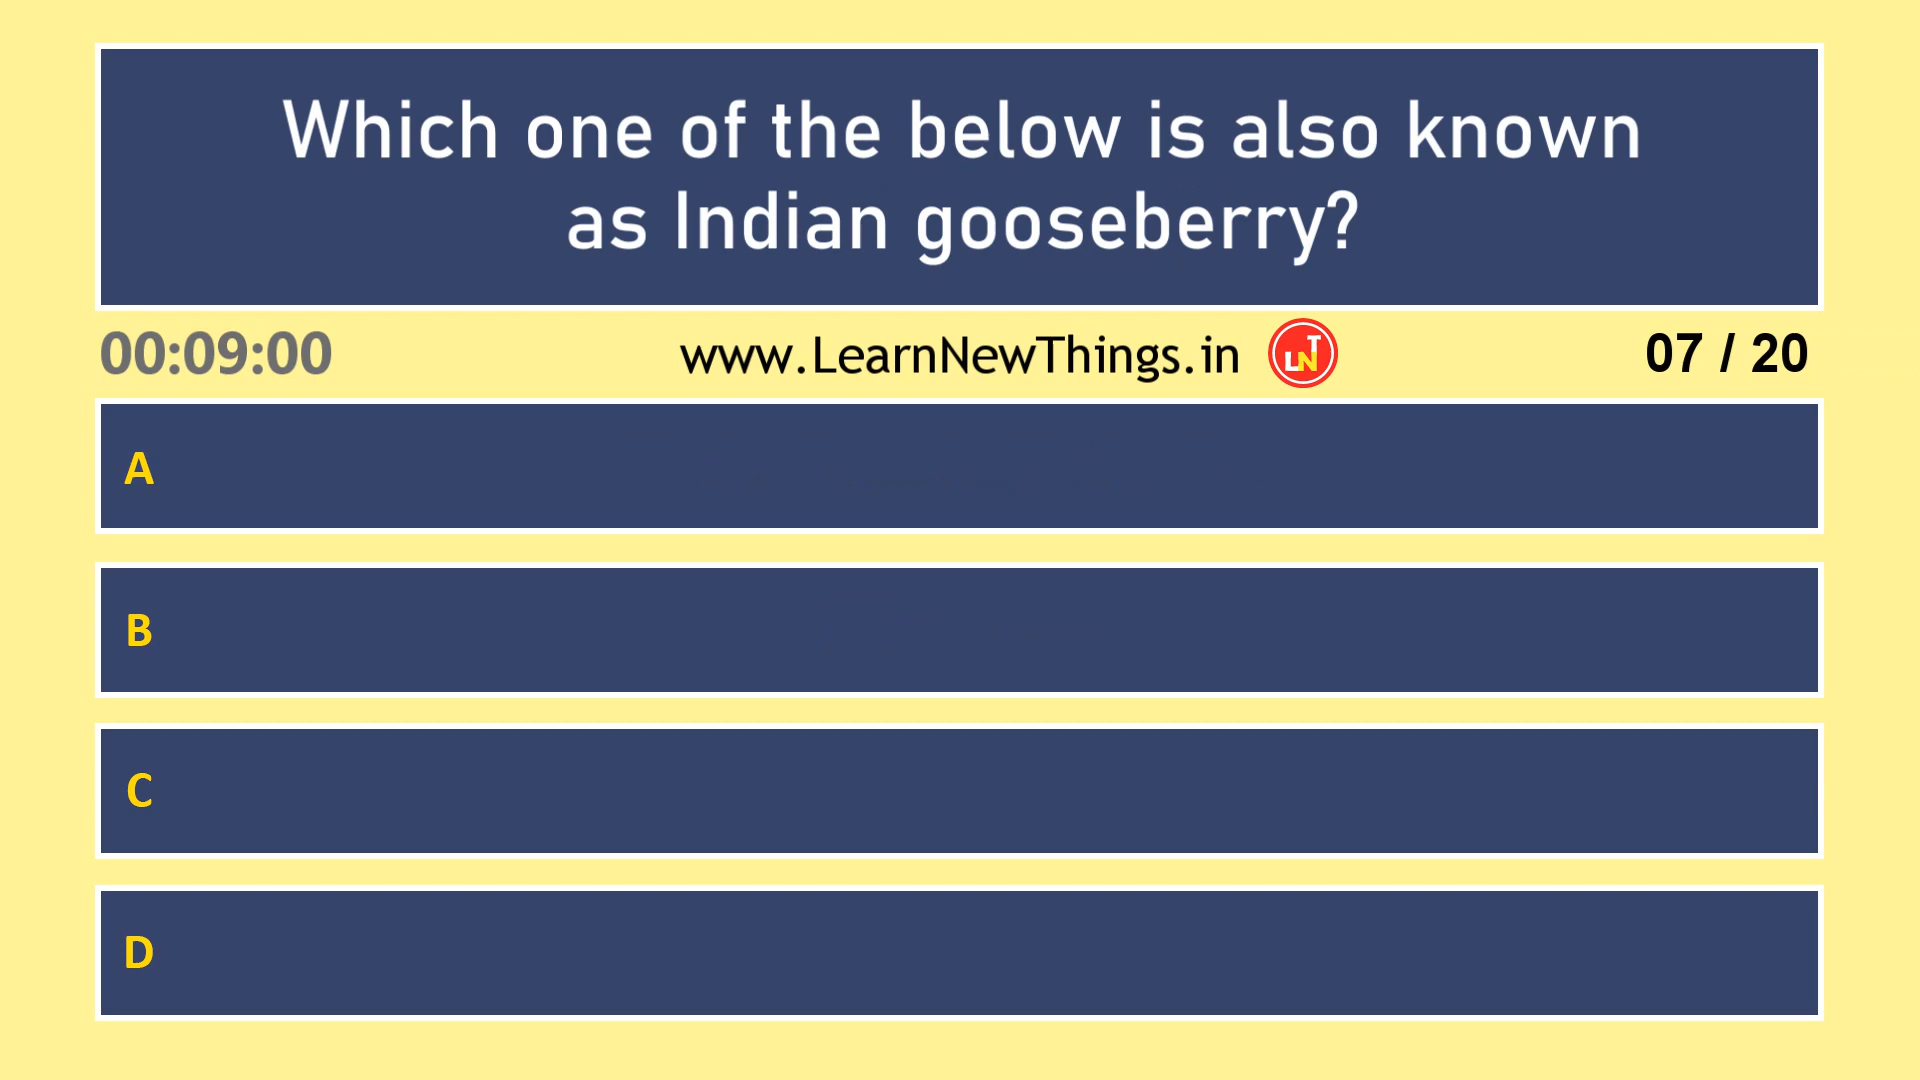 Which one of the below is also known
as Indian gooseberry?
00:09:00
www.LearnNewThings.in
LNT
07 / 20
A
B
C
D